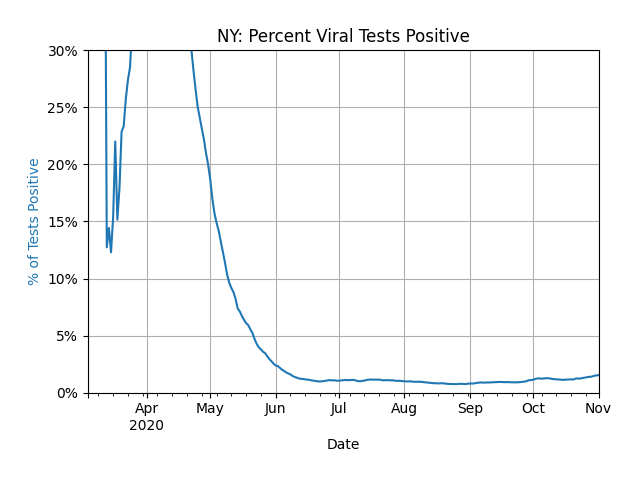 NY: Percent Viral Tests Positive
30%
25%
20%
15%
10%
5%
0%
% of Tests Positive
Apr May Jun Jul Aug Sep Oct Nov
2020
Date